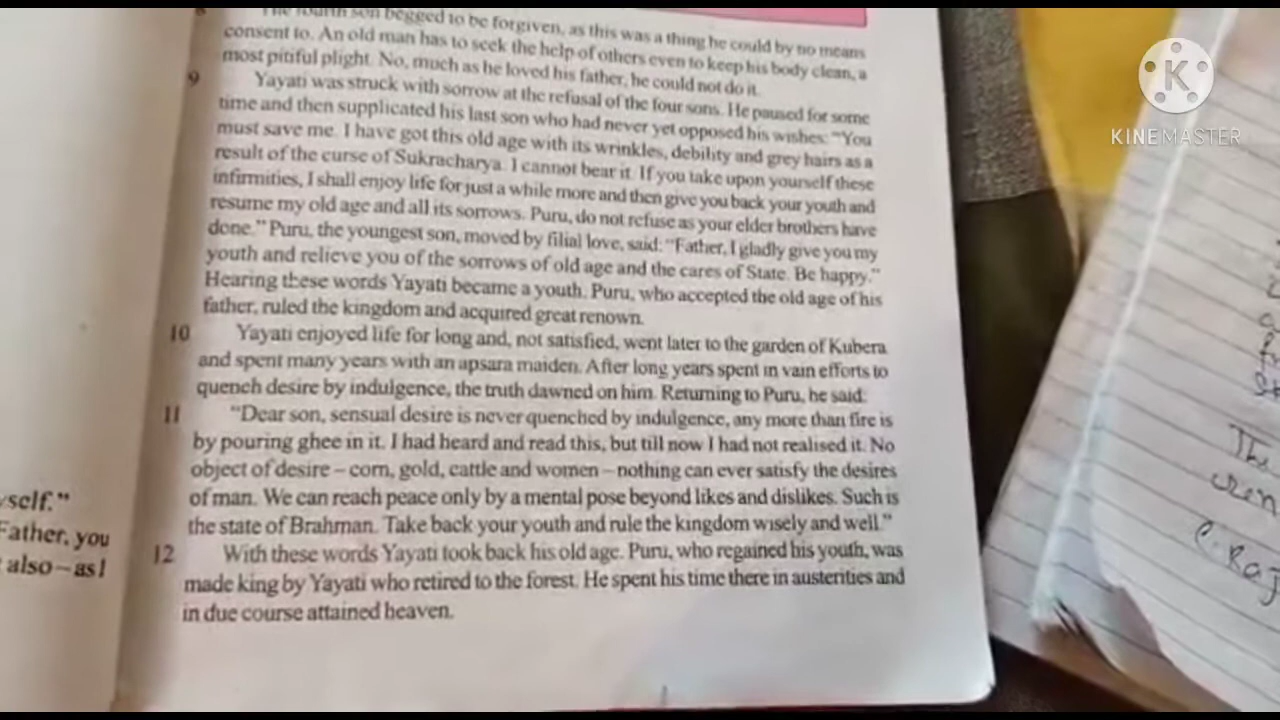 8 The fourth son begged to be forgiven, as this was a thing he could by no means
consent to. An old man has to seek the help of others even to keep his body clean, a
most pitiful plight. No, much as he loved his father, he could not do it.
9 Yayati was struck with sorrow at the refusal of the four sons. He paused for some
time and then supplicated his last son who had never yet opposed his wishes: "You
must save me. I have got this old age with its wrinkles, debility and grey hairs as a
result of the curse of Sukracharya. I cannot bear it. If you take upon yourself these
infirmities, I shall enjoy life for just a while more and then give you back your youth and
resume my old age and all its sorrows. Puru, do not refuse as your elder brothers have
done." Puru, the youngest son, moved by filial love, said: "Father, I gladly give you my
youth and relieve you of the sorrows of old age and the cares of State. Be happy."
Hearing these words Yayati became a youth. Puru, who accepted the old age of his
father, ruled the kingdom and acquired great renown.
10 Yayati enjoyed life for long and, not satisfied, went later to the garden of Kubera
and spent many years with an apsara maiden. After long years spent in vain efforts to
quench desire by indulgence, the truth dawned on him. Returning to Puru, he said:
11 "Dear son, sensual desire is never quenched by indulgence, any more than fire is
by pouring ghee in it. I had heard and read this, but till now I had not realised it. No
object of desire – corn, gold, cattle and women – nothing can ever satisfy the desires
of man. We can reach peace only by a mental pose beyond likes and dislikes. Such is
the state of Brahman. Take back your youth and rule the kingdom wisely and well."
12 With these words Yayati took back his old age. Puru, who regained his youth, was
made king by Yayati who retired to the forest. He spent his time there in austerities and
in due course attained heaven.
yself."
Father, you
also – as I
K
KINEMASTER
The
C. Raj